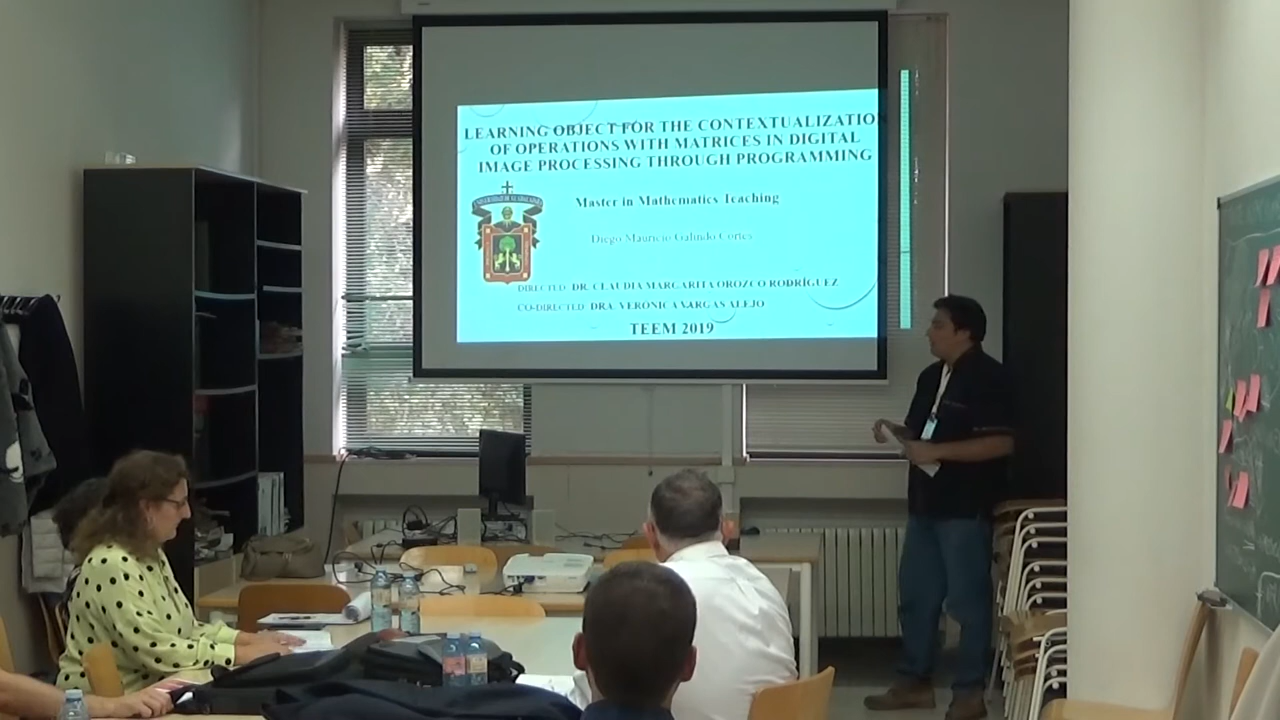 LEARNING OBJECT FOR THE CONTEXTUALIZATION
OF OPERATIONS WITH MATRICES IN DIGITAL
IMAGE PROCESSING THROUGH PROGRAMMING
Master in Mathematics Teaching
Diego Mauricio Galindo Cortes
DIRECTED DR. CLAUDIA MARGARITA OROZCO RODRÍGUEZ
CO-DIRECTED DRA. VERÓNICA VARGAS ALEJO
TEEM 2019